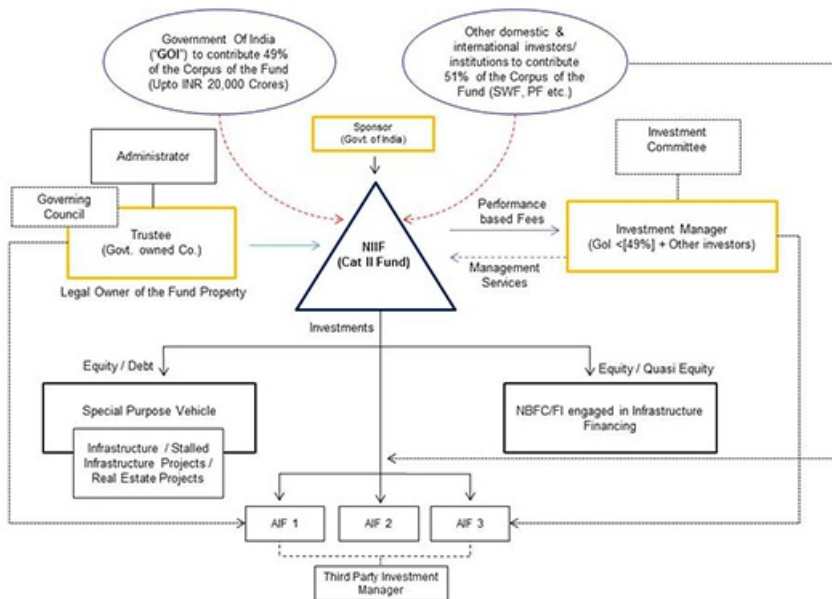 Government Of India
("GOI") to contribute 49%
of the Corpus of the Fund
(Upto INR 20,000 Crores)
Other domestic &
international investors/
institutions to contribute
51% of the Corpus of the
Fund (SWF, PF etc.)
Sponsor
(Govt. of India)
Administrator
Investment
Committee
Governing
Council
Trustee
(Govt. owned Co.)
Legal Owner of the Fund Property
NIIF
(Cat II Fund)
Performance
based Fees
Management
Services
Investment Manager
(GoI <[49%] + Other investors)
Investments
Equity / Debt
Equity / Quasi Equity
Special Purpose Vehicle
Infrastructure / Stalled
Infrastructure Projects /
Real Estate Projects
NBFC/FI engaged in Infrastructure
Financing
AIF 1
AIF 2
AIF 3
Third Party Investment
Manager